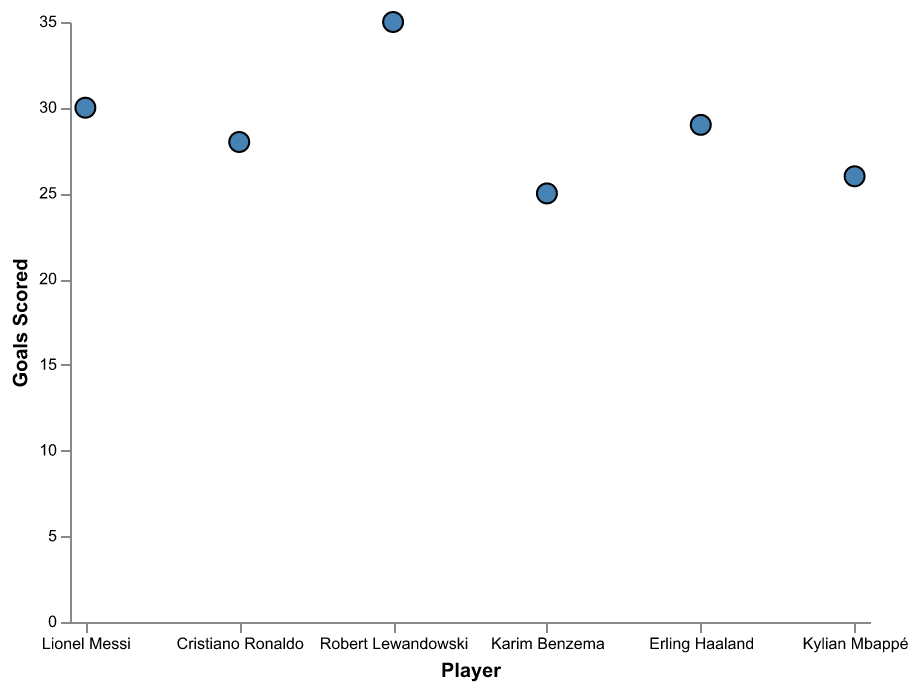 35
30
25
20
15
10
5
0
Goals Scored
Lionel Messi
Cristiano Ronaldo
Robert Lewandowski
Karim Benzema
Erling Haaland
Kylian Mbappé
Player